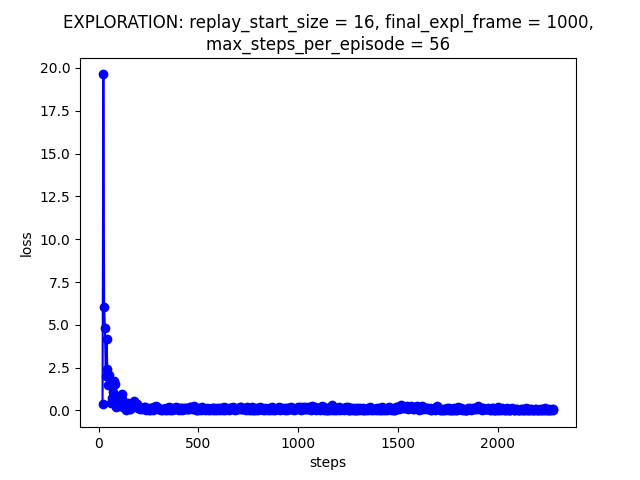 EXPLORATION: replay_start_size = 16, final_expl_frame = 1000,
max_steps_per_episode = 56
20.0
17.5
15.0
12.5
10.0
7.5
5.0
2.5
0.0
loss
0 500 1000 1500 2000
steps